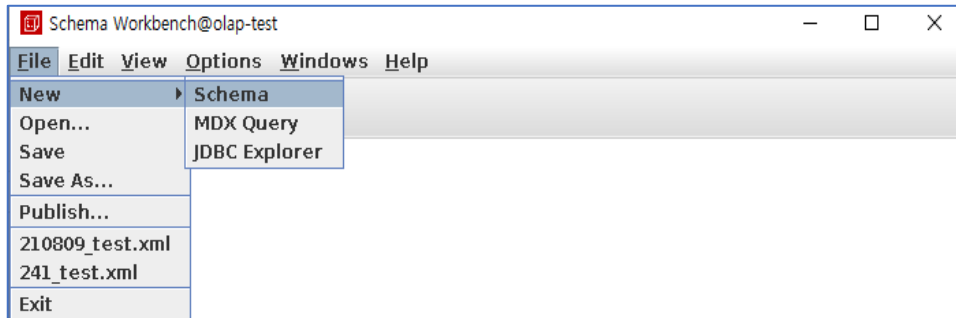 Schema Workbench@olap-test
File Edit View Options Windows Help
New
Schema
Open...
MDX Query
Save
JDBC Explorer
Save As...
Publish...
210809_test.xml
241_test.xml
Exit